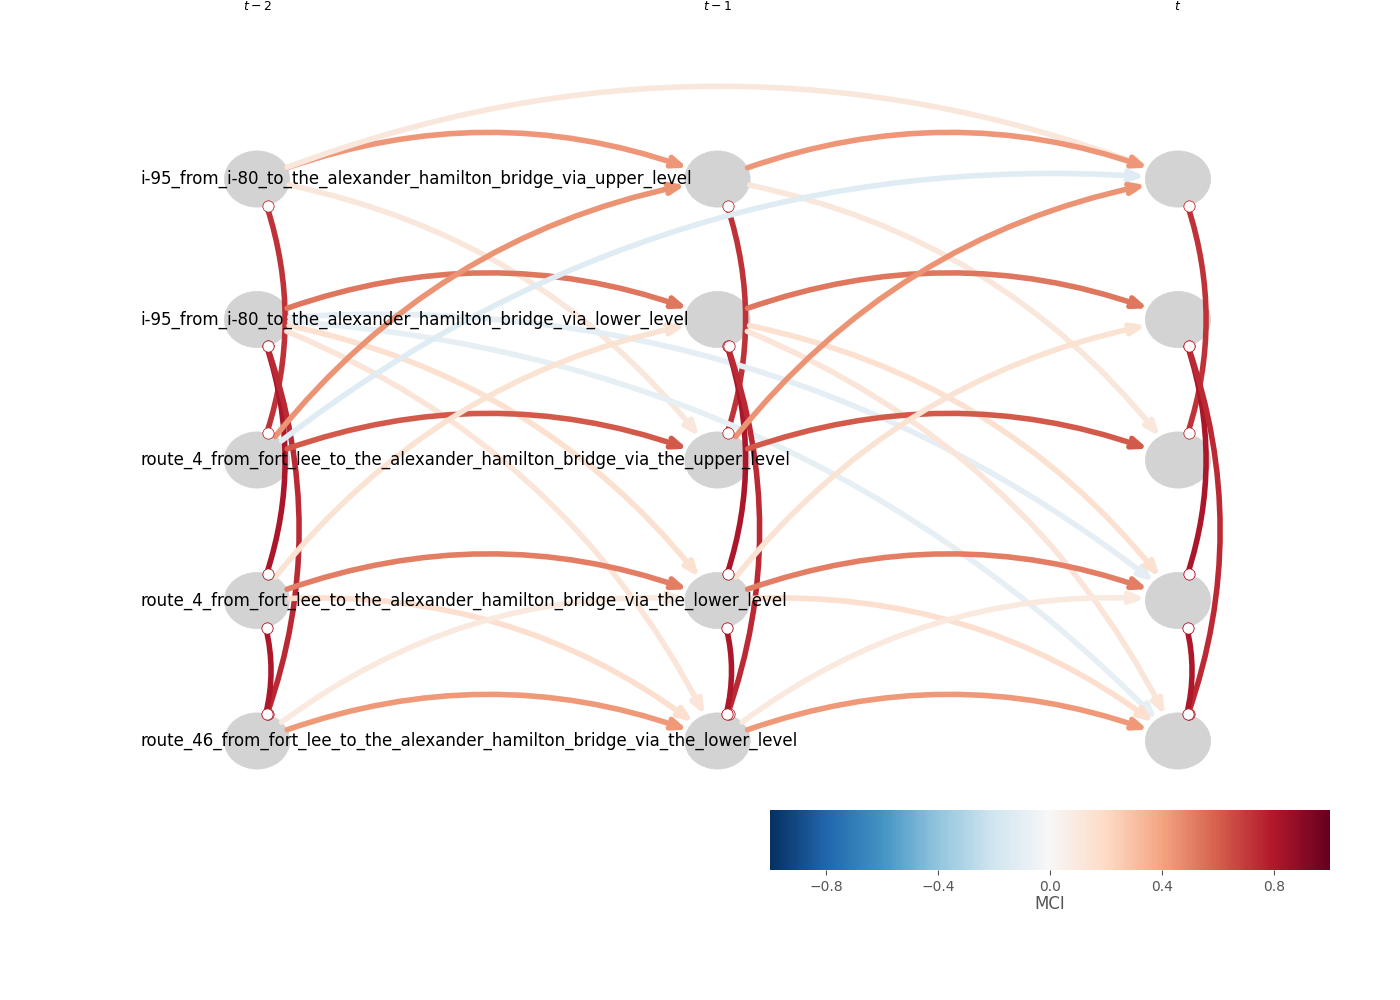 t − 2 t − 1 t
i-95_from_i-80_to_the_alexander_hamilton_bridge_via_upper_level
i-95_from_i-80_to_the_alexander_hamilton_bridge_via_lower_level
route_4_from_fort_lee_to_the_alexander_hamilton_bridge_via_the_upper_level
route_4_from_fort_lee_to_the_alexander_hamilton_bridge_via_the_lower_level
route_46_from_fort_lee_to_the_alexander_hamilton_bridge_via_the_lower_level
−0.8 −0.4 0.0 0.4 0.8
MCI